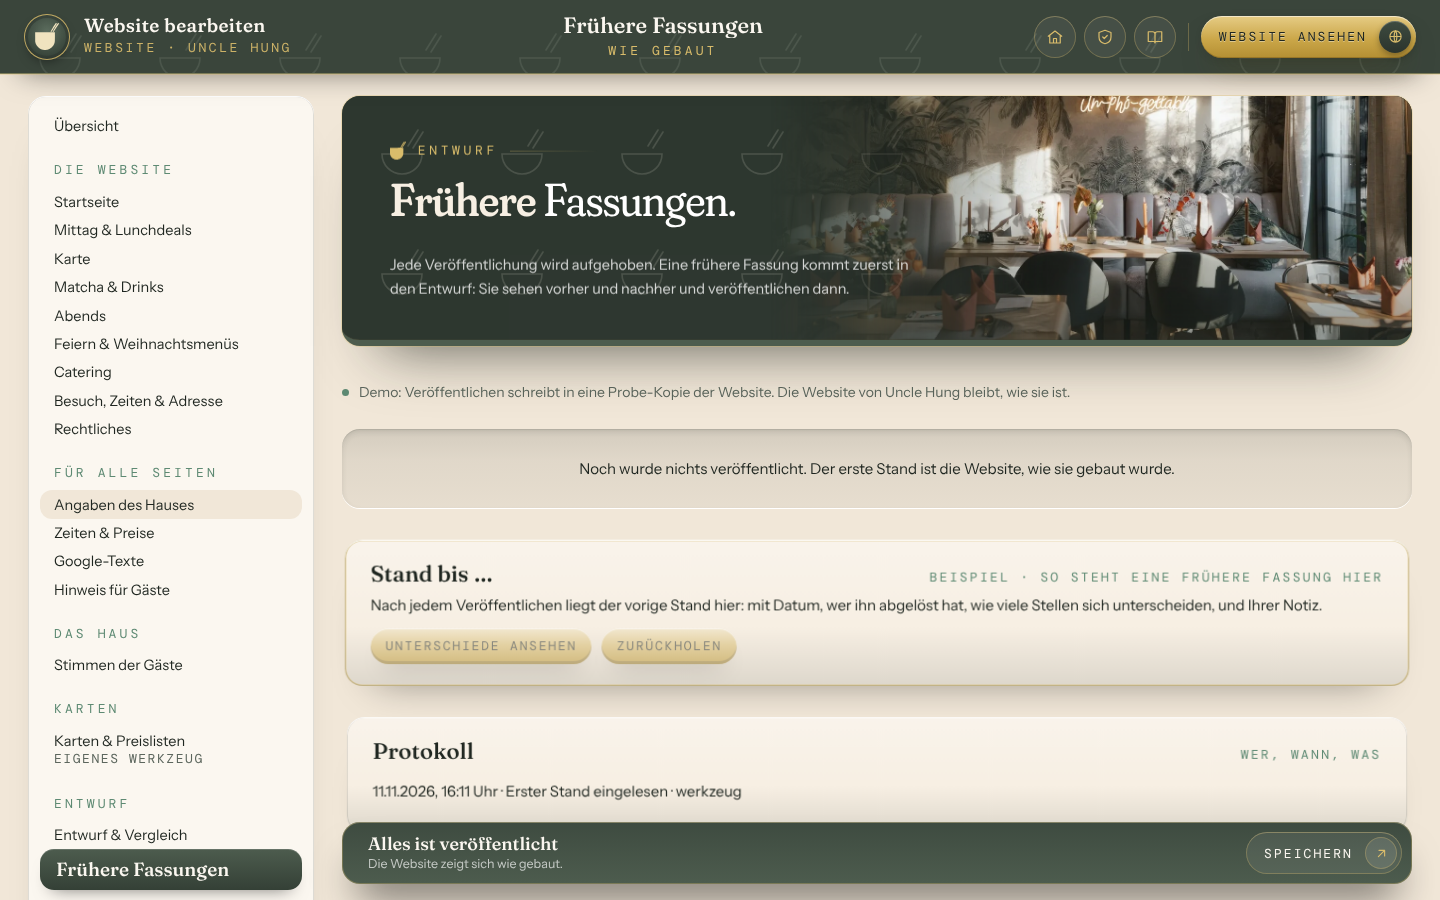 Website bearbeiten
WEBSITE · UNCLE HUNG
Frühere Fassungen
WIE GEBAUT
WEBSITE ANSEHEN
Übersicht
DIE WEBSITE
Startseite
Mittag & Lunchdeals
Karte
Matcha & Drinks
Abends
Feiern & Weihnachtsmenüs
Catering
Besuch, Zeiten & Adresse
Rechtliches
FÜR ALLE SEITEN
Angaben des Hauses
Zeiten & Preise
Google-Texte
Hinweis für Gäste
DAS HAUS
Stimmen der Gäste
KARTEN
Karten & Preislisten
EIGENES WERKZEUG
ENTWURF
Entwurf & Vergleich
Frühere Fassungen
Um-phở-gettable
ENTWURF
Frühere Fassungen.
Jede Veröffentlichung wird aufgehoben. Eine frühere Fassung kommt zuerst in
den Entwurf: Sie sehen vorher und nachher und veröffentlichen dann.
Demo: Veröffentlichen schreibt in eine Probe-Kopie der Website. Die Website von Uncle Hung bleibt, wie sie ist.
Noch wurde nichts veröffentlicht. Der erste Stand ist die Website, wie sie gebaut wurde.
Stand bis ...
BEISPIEL · SO STEHT EINE FRÜHERE FASSUNG HIER
Nach jedem Veröffentlichen liegt der vorige Stand hier: mit Datum, wer ihn abgelöst hat, wie viele Stellen sich unterscheiden, und Ihrer Notiz.
UNTERSCHIEDE ANSEHEN
ZURÜCKHOLEN
Protokoll
WER, WANN, WAS
11.11.2026, 16:11 Uhr · Erster Stand eingelesen · werkzeug
Alles ist veröffentlicht
Die Website zeigt sich wie gebaut.
SPEICHERN